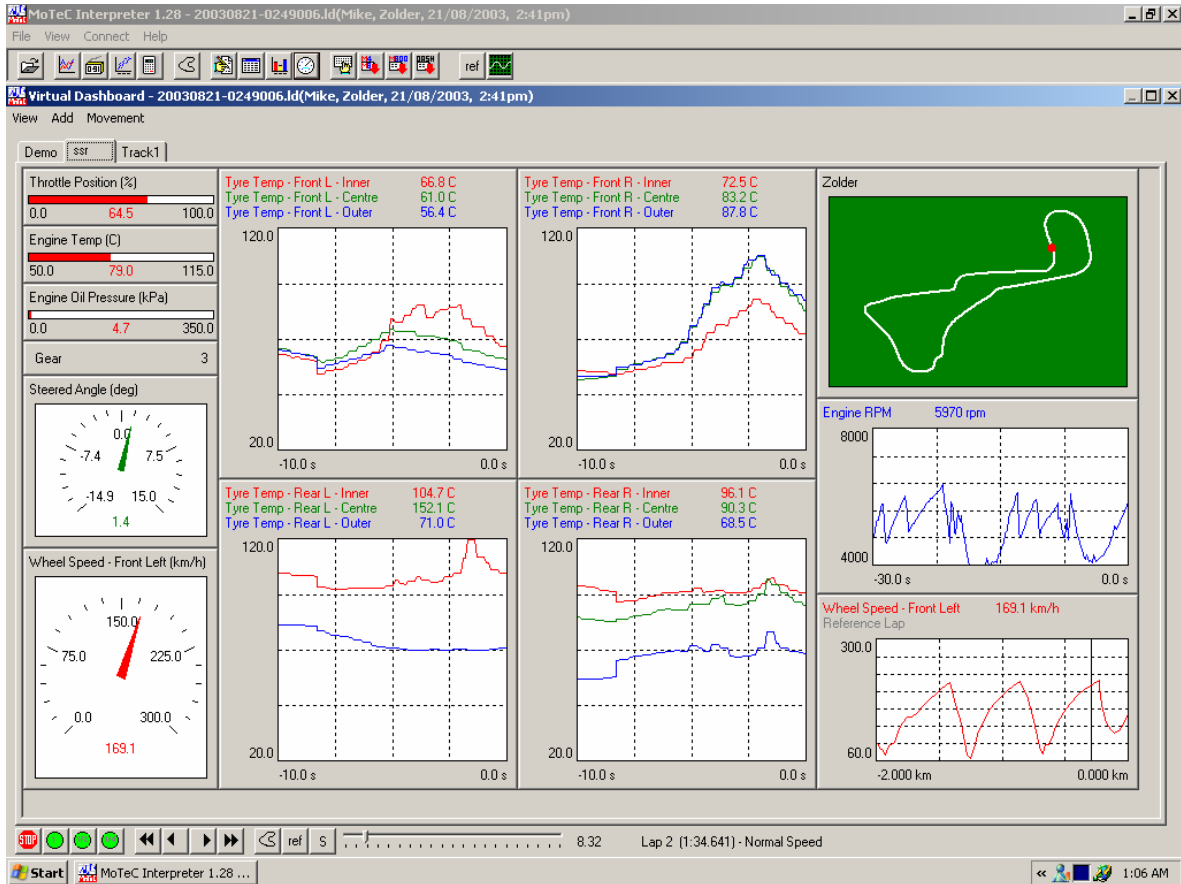 MoTeC Interpreter 1.28 - 20030821-0249006.ld(Mike, Zolder, 21/08/2003, 2:41pm)
File View Connect Help
ref
Virtual Dashboard - 20030821-0249006.ld(Mike, Zolder, 21/08/2003, 2:41pm)
View Add Movement
Demo ssr Track1
Throttle Position (%)
0.0 64.5 100.0
Engine Temp (C)
50.0 79.0 115.0
Engine Oil Pressure (kPa)
0.0 4.7 350.0
Gear 3
Steered Angle (deg)
0.0
-7.4 7.5
-14.9 15.0
1.4
Wheel Speed - Front Left (km/h)
150.0
75.0 225.0
0.0 300.0
169.1
Tyre Temp - Front L - Inner 66.8 C
Tyre Temp - Front L - Centre 61.0 C
Tyre Temp - Front L - Outer 56.4 C
120.0
20.0
-10.0 s 0.0 s
Tyre Temp - Front R - Inner 72.5 C
Tyre Temp - Front R - Centre 83.2 C
Tyre Temp - Front R - Outer 87.8 C
120.0
20.0
-10.0 s 0.0 s
Tyre Temp - Rear L - Inner 104.7 C
Tyre Temp - Rear L - Centre 152.1 C
Tyre Temp - Rear L - Outer 71.0 C
120.0
20.0
-10.0 s 0.0 s
Tyre Temp - Rear R - Inner 96.1 C
Tyre Temp - Rear R - Centre 90.3 C
Tyre Temp - Rear R - Outer 68.5 C
120.0
20.0
-10.0 s 0.0 s
Zolder
Engine RPM 5970 rpm
8000
4000
-30.0 s 0.0 s
Wheel Speed - Front Left 169.1 km/h
Reference Lap
300.0
60.0
-2.000 km 0.000 km
STOP ref S 8.32 Lap 2 (1:34.641) - Normal Speed
Start MoTeC Interpreter 1.28 ... « 1:06 AM